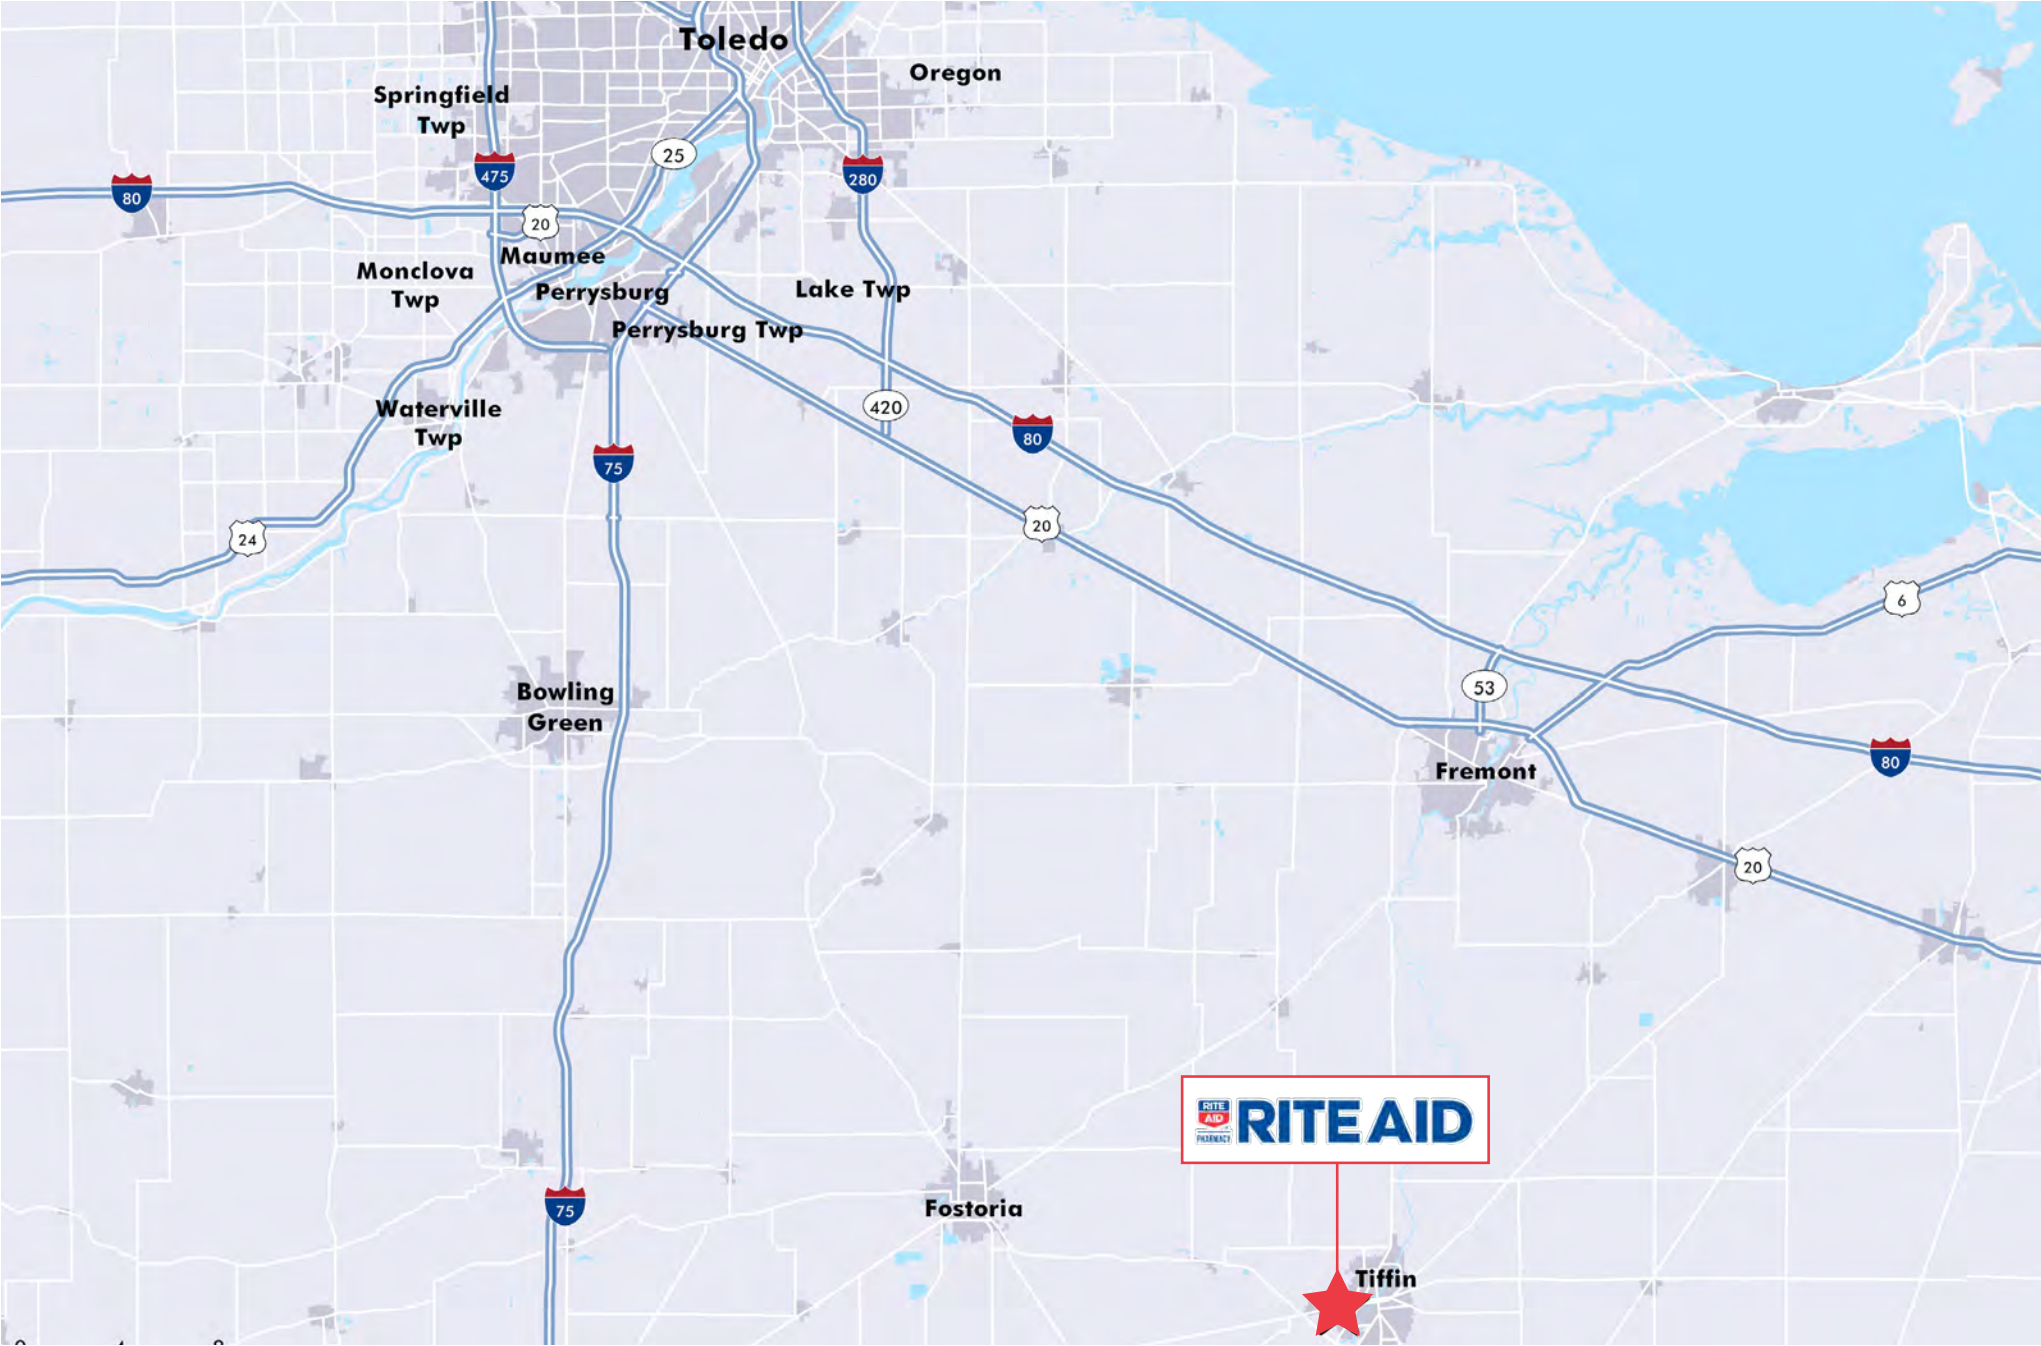 Toledo
Oregon
Springfield
Twp
25
475
280
80
20
Maumee
Monclova
Twp
Perrysburg
Lake Twp
Perrysburg Twp
420
Waterville
Twp
80
75
20
24
6
53
Bowling
Green
80
Fremont
20
RITE
AID
PHARMACY
RITE AID
75
Fostoria
Tiffin